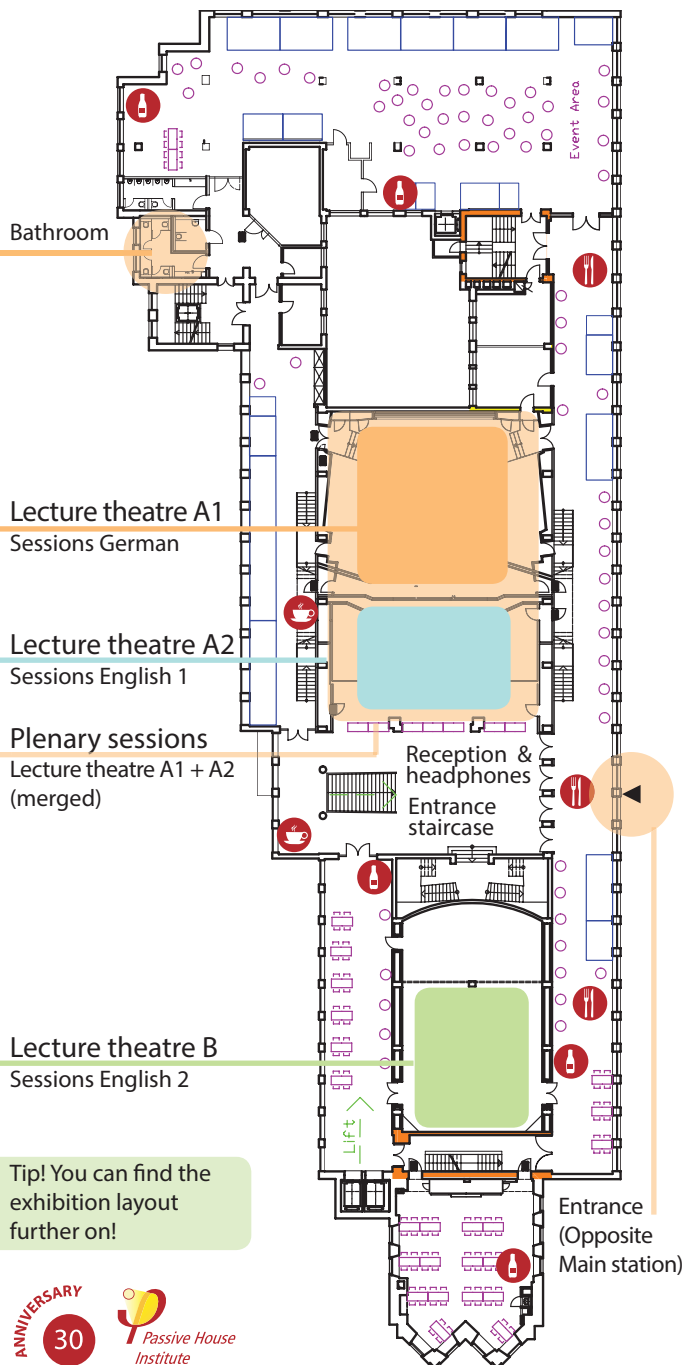 Event Area
Bathroom
Lecture theatre A1
Sessions German
Lecture theatre A2
Sessions English 1
Plenary sessions
Lecture theatre A1 + A2
(merged)
Reception &
headphones
Entrance
staircase
Lecture theatre B
Sessions English 2
Lift
Tip! You can find the
exhibition layout
further on!
Entrance
(Opposite
Main station)
ANNIVERSARY
30
Passive House
Institute